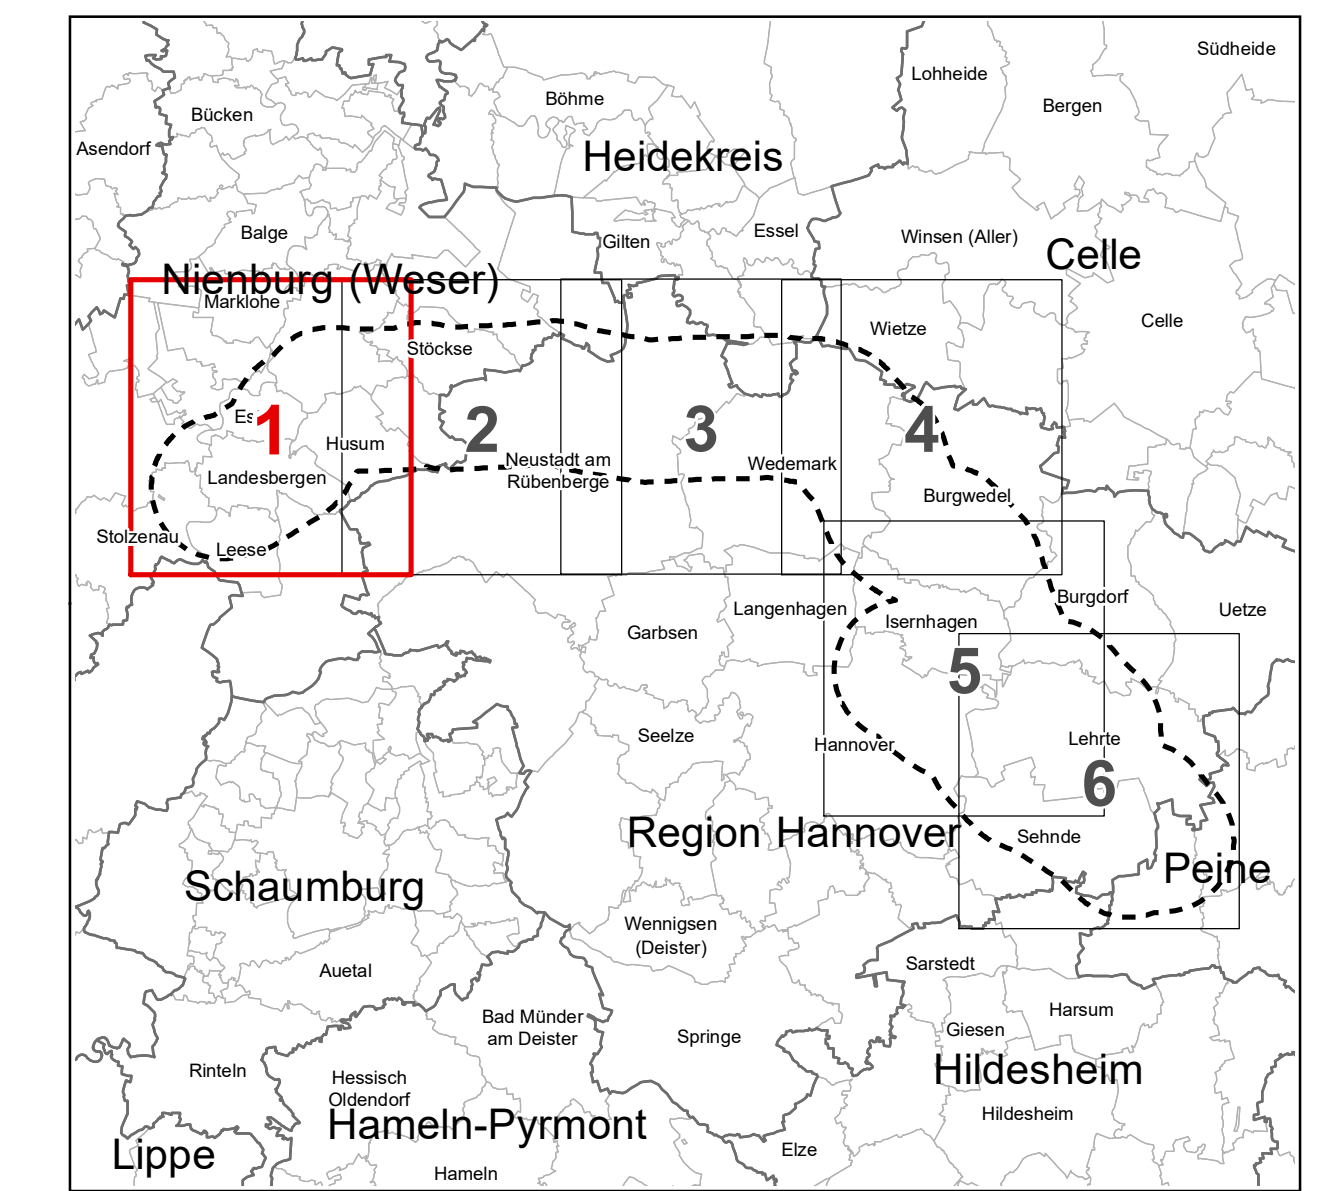 Südheide
Lohheide
Böhme
Bergen
Bücken
Asendorf
Heidekreis
Balge
Gilten
Essel
Winsen (Aller)
Celle
Nienburg (Weser)
Marklohe
Celle
Wietze
Stöckse
Es
1
2
3
4
Husum
Neustadt am
Rübenberge
Wedemark
Landesbergen
Burgwedel
Stolzenau
Leese
Burgdorf
Langenhagen
Uetze
Isernhagen
Garbsen
5
Seelze
Hannover
Lehrte
6
Region Hannover
Sehnde
Peine
Schaumburg
Wennigsen
(Deister)
Auetal
Sarstedt
Harsum
Bad Münder
am Deister
Giesen
Springe
Rinteln
Hessisch
Oldendorf
Hildesheim
Hildesheim
Hameln-Pyrmont
Elze
Lippe
Hameln